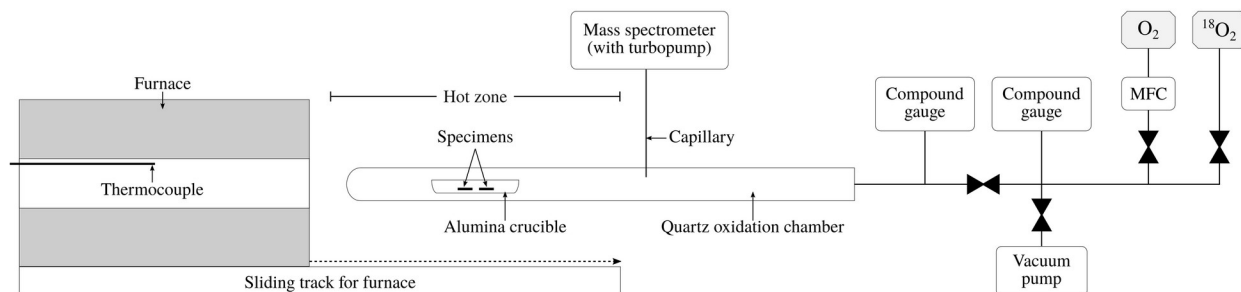 Mass spectrometer
(with turbopump)
O₂
¹⁸O₂
Furnace
Hot zone
Compound
gauge
Compound
gauge
MFC
Specimens
Capillary
Thermocouple
Alumina crucible
Quartz oxidation chamber
Vacuum
pump
Sliding track for furnace